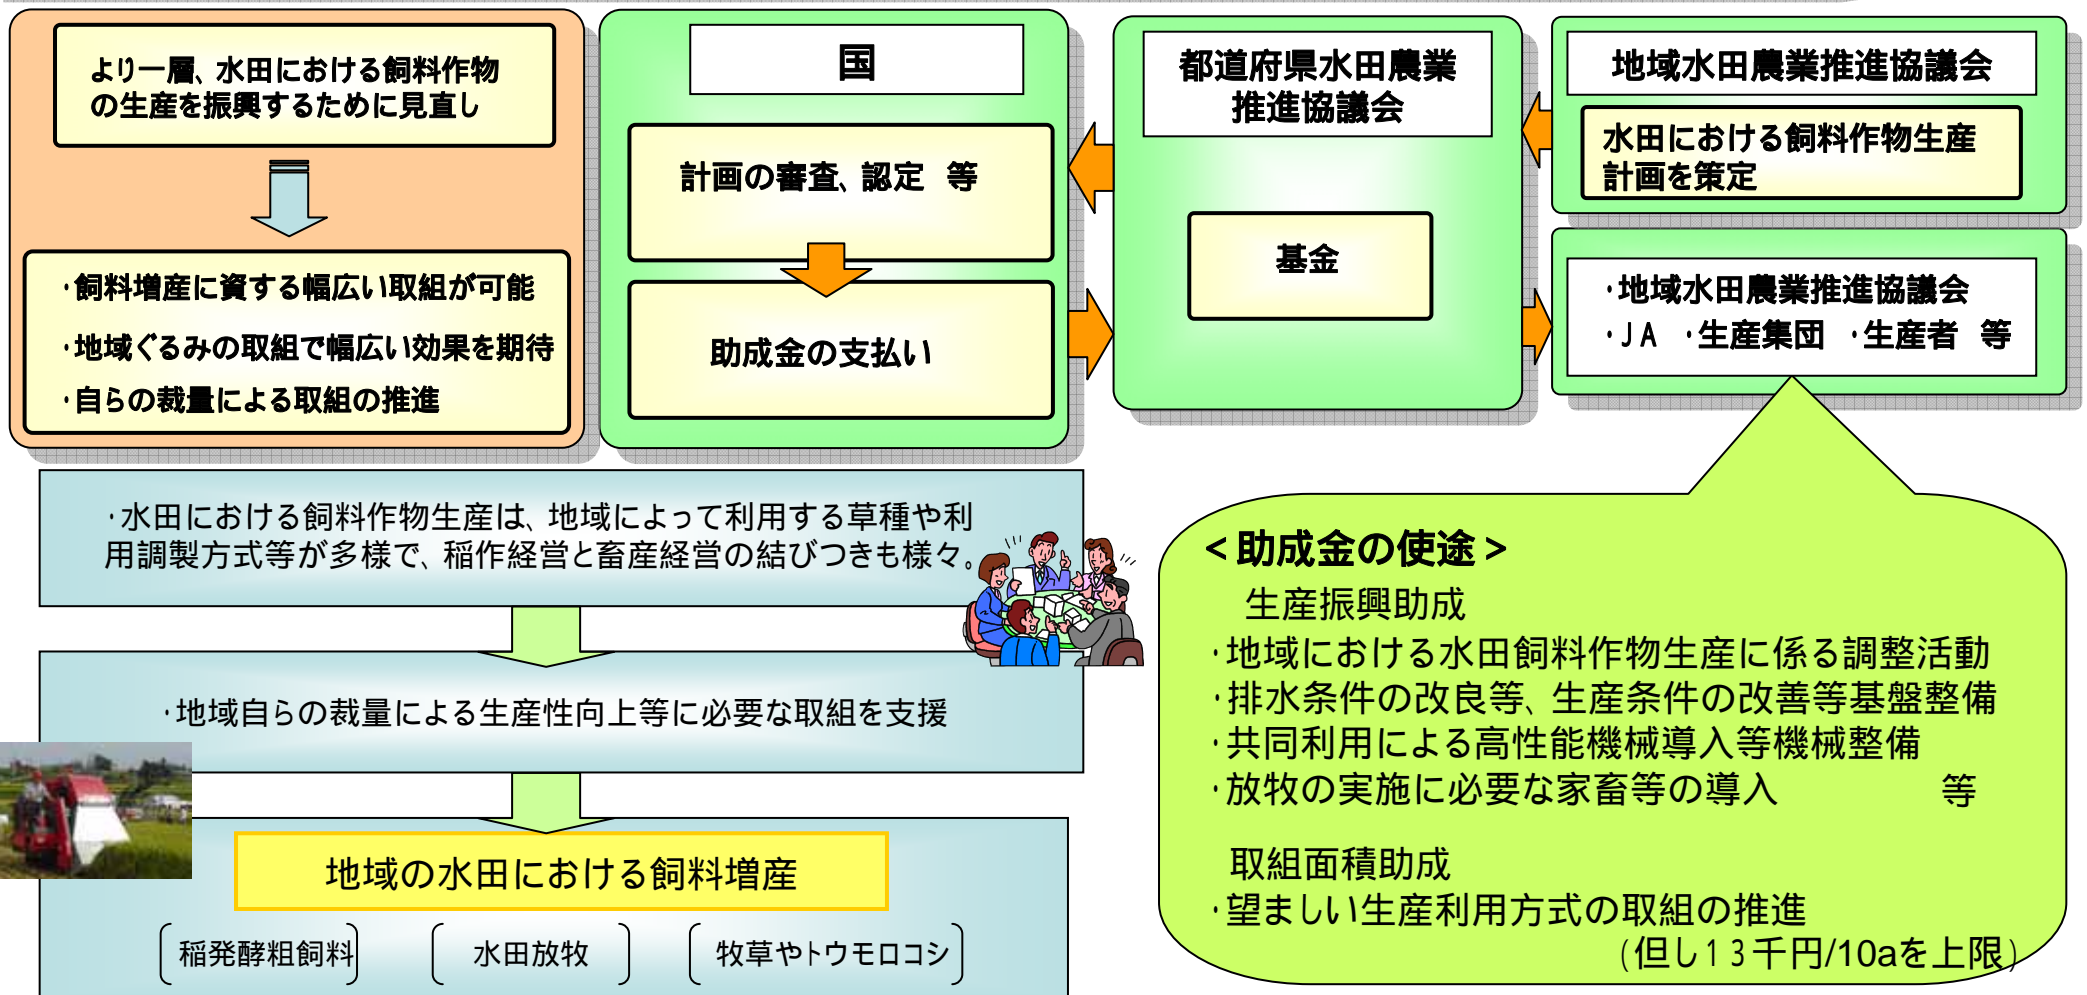 より一層、水田における飼料作物
の生産を振興するために見直し
・飼料増産に資する幅広い取組が可能
・地域ぐるみの取組で幅広い効果を期待
・自らの裁量による取組の推進
国
計画の審査、認定 等
助成金の支払い
都道府県水田農業
推進協議会
基金
地域水田農業推進協議会
水田における飼料作物生産
計画を策定
・地域水田農業推進協議会
・JA ・生産集団 ・生産者 等
・水田における飼料作物生産は、地域によって利用する草種や利
用調製方式等が多様で、稲作経営と畜産経営の結びつきも様々。
・地域自らの裁量による生産性向上等に必要な取組を支援
地域の水田における飼料増産
稲発酵粗飼料
水田放牧
牧草やトウモロコシ
<助成金の使途>
生産振興助成
・地域における水田飼料作物生産に係る調整活動
・排水条件の改良等、生産条件の改善等基盤整備
・共同利用による高性能機械導入等機械整備
・放牧の実施に必要な家畜等の導入 等
取組面積助成
・望ましい生産利用方式の取組の推進
(但し13千円/10aを上限)